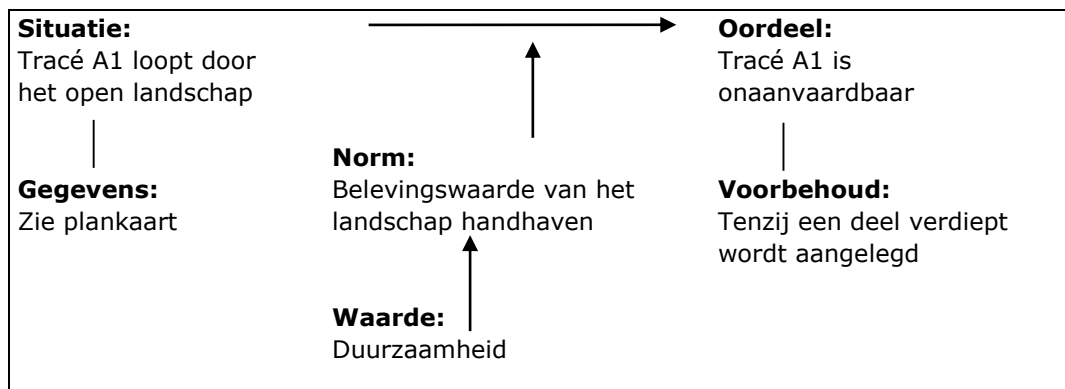 Situatie:
Tracé A1 loopt door
het open landschap
Oordeel:
Tracé A1 is
onaanvaardbaar
Norm:
Belevingswaarde van het
landschap handhaven
Gegevens:
Zie plankaart
Voorbehoud:
Tenzij een deel verdiept
wordt aangelegd
Waarde:
Duurzaamheid